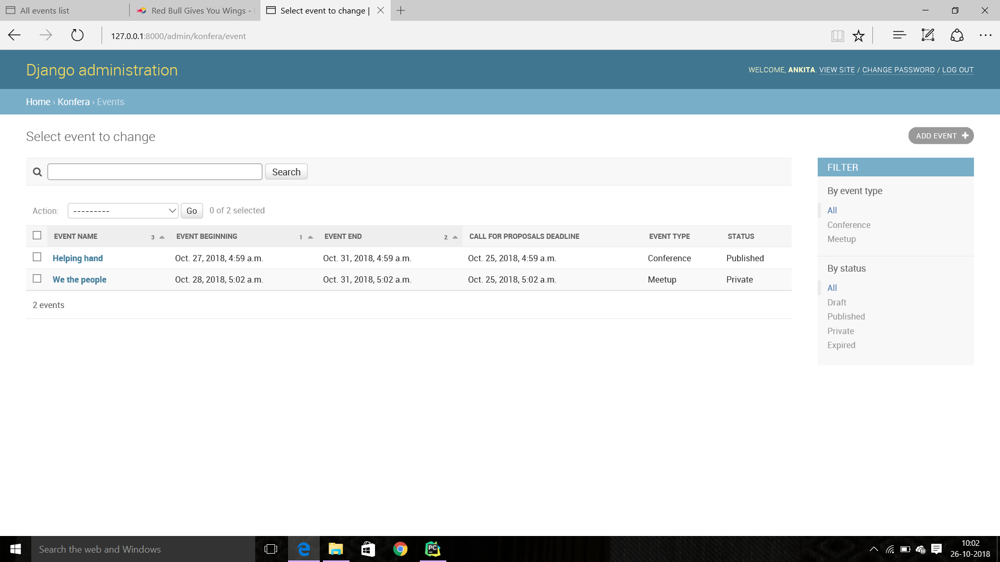 All events list
Red Bull Gives You Wings -
Select event to change |
127.0.0.1:8000/admin/konfera/event
Django administration
WELCOME, ANKITA. VIEW SITE / CHANGE PASSWORD / LOG OUT
Home › Konfera › Events
Select event to change
ADD EVENT
Search
FILTER
By event type
All
Conference
Meetup
By status
All
Draft
Published
Private
Expired
Action: --------- Go 0 of 2 selected
EVENT NAME 3 EVENT BEGINNING 1 EVENT END 2 CALL FOR PROPOSALS DEADLINE EVENT TYPE STATUS
Helping hand Oct. 27, 2018, 4:59 a.m. Oct. 31, 2018, 4:59 a.m. Oct. 25, 2018, 4:59 a.m. Conference Published
We the people Oct. 28, 2018, 5:02 a.m. Oct. 31, 2018, 5:02 a.m. Oct. 25, 2018, 5:02 a.m. Meetup Private
2 events
Search the web and Windows
PC
10:02
26-10-2018